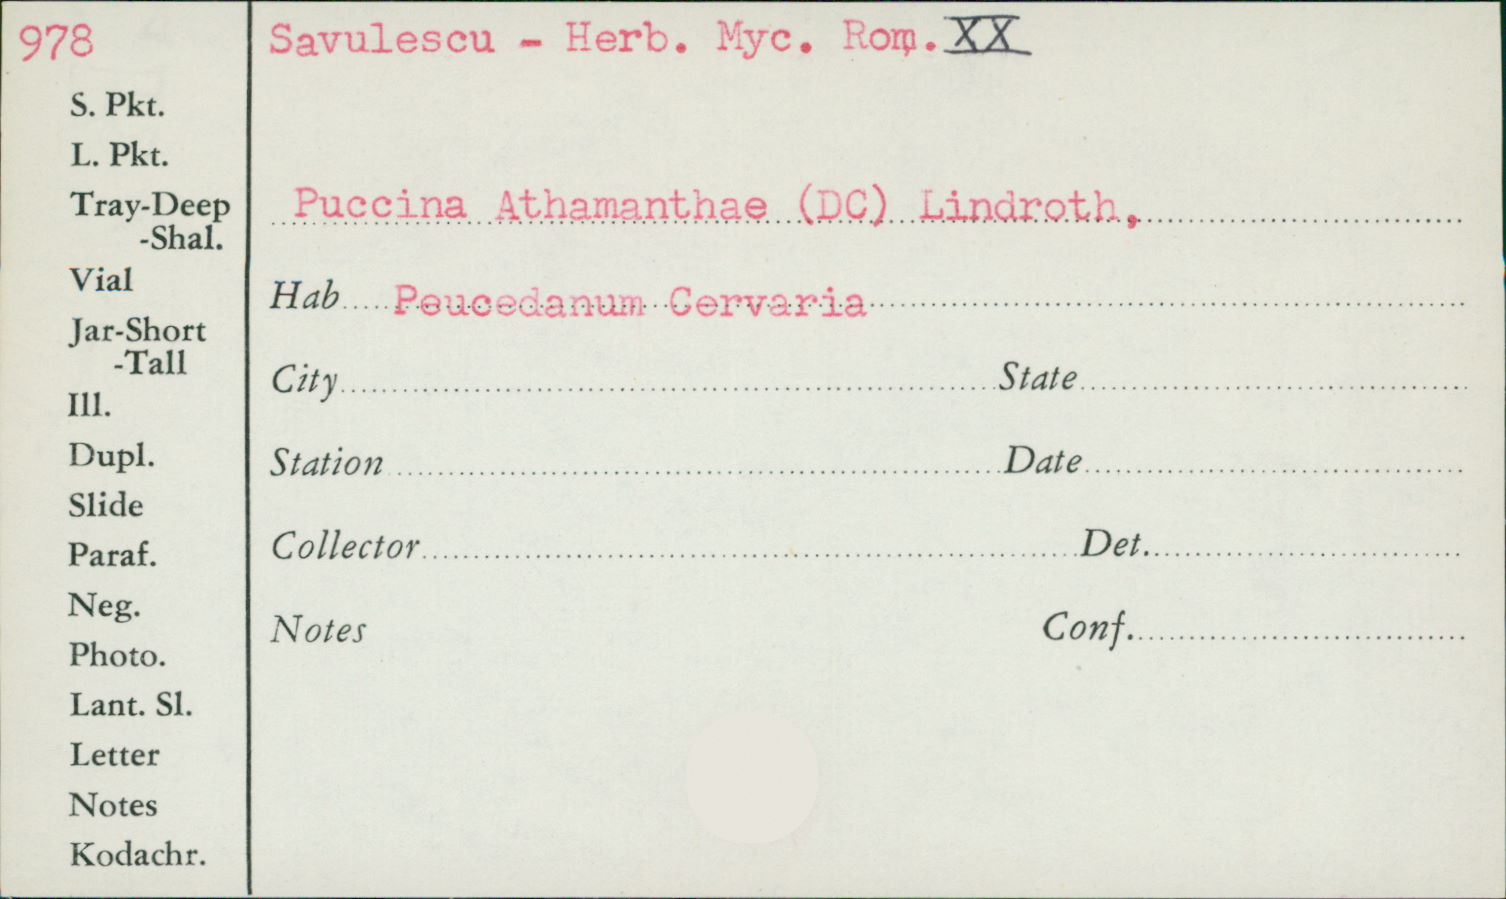 978
Savulescu - Herb. Myc. Rom. XX
S. Pkt.
L. Pkt.
Tray-Deep
-Shal.
Vial
Jar-Short
-Tall
Ill.
Dupl.
Slide
Paraf.
Neg.
Photo.
Lant. Sl.
Letter
Notes
Kodachr.
Puccina Athamanthae (DC) Lindroth,
Hab Peucedanum Cervaria
City State
Station Date
Collector Det.
Notes Conf.